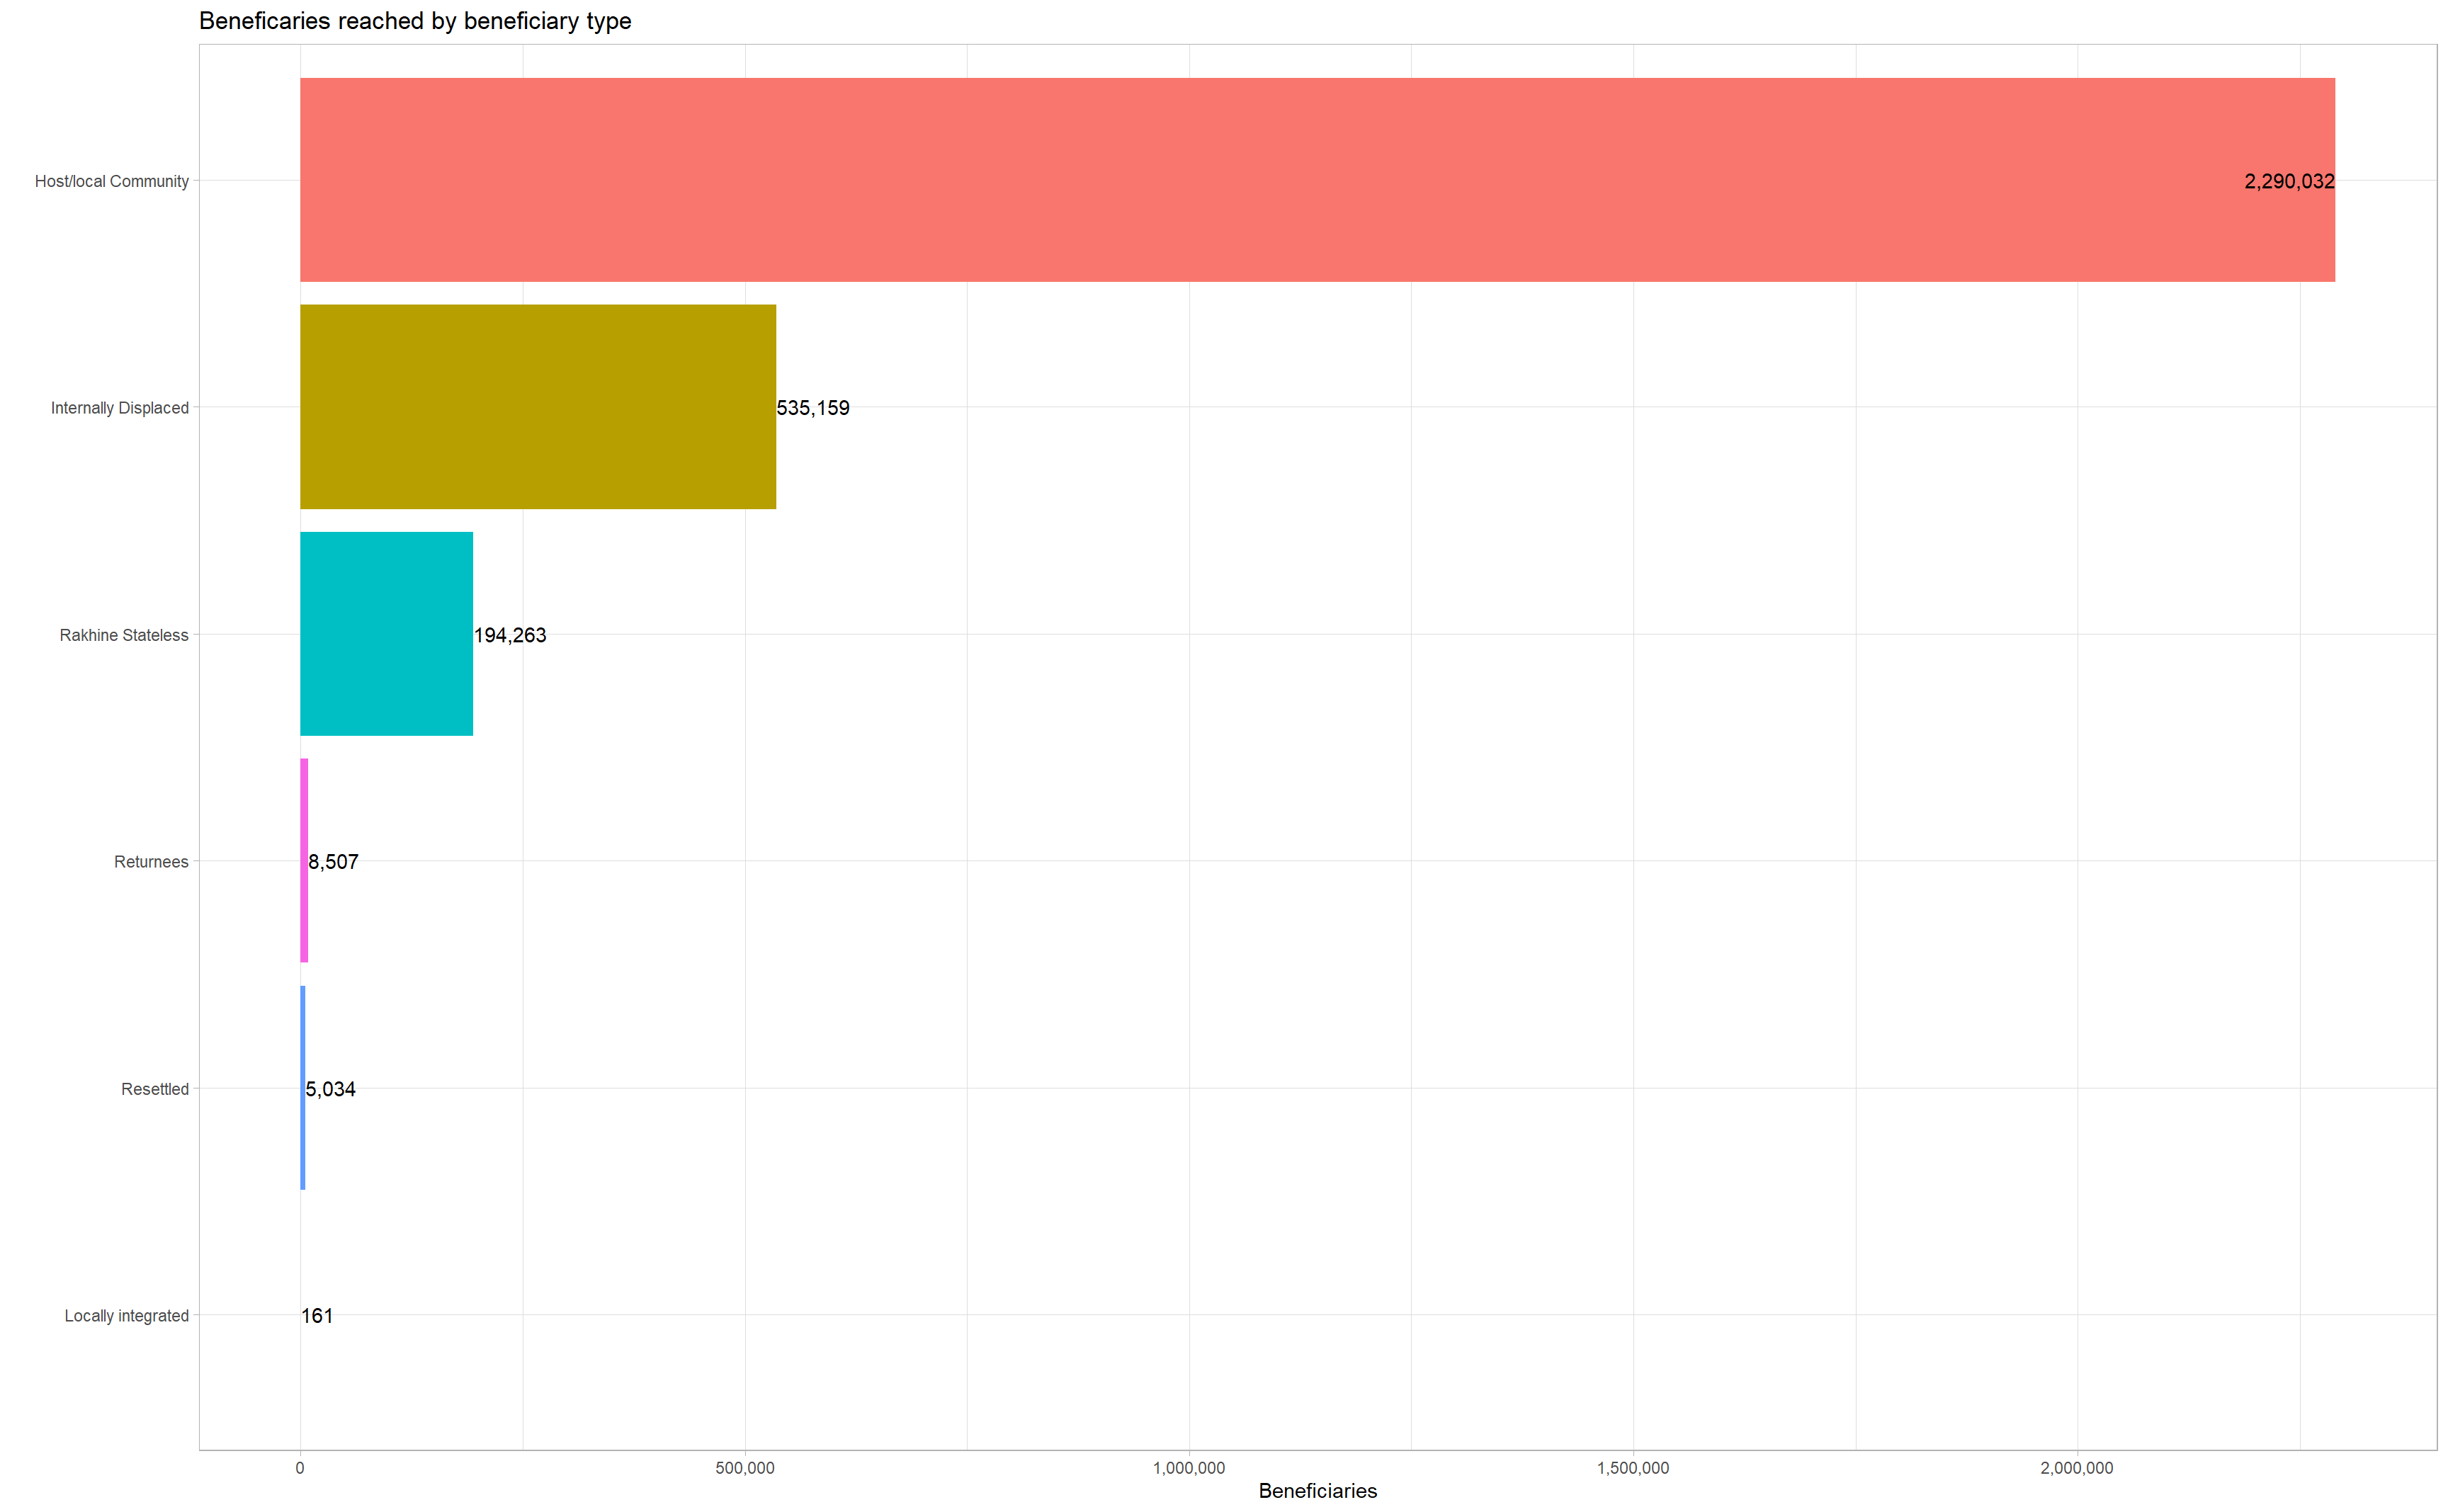 Beneficaries reached by beneficiary type
Host/local Community
2,290,032
Internally Displaced
535,159
Rakhine Stateless
194,263
Returnees
8,507
Resettled
5,034
Locally integrated
161
0
500,000
1,000,000
1,500,000
2,000,000
Beneficiaries